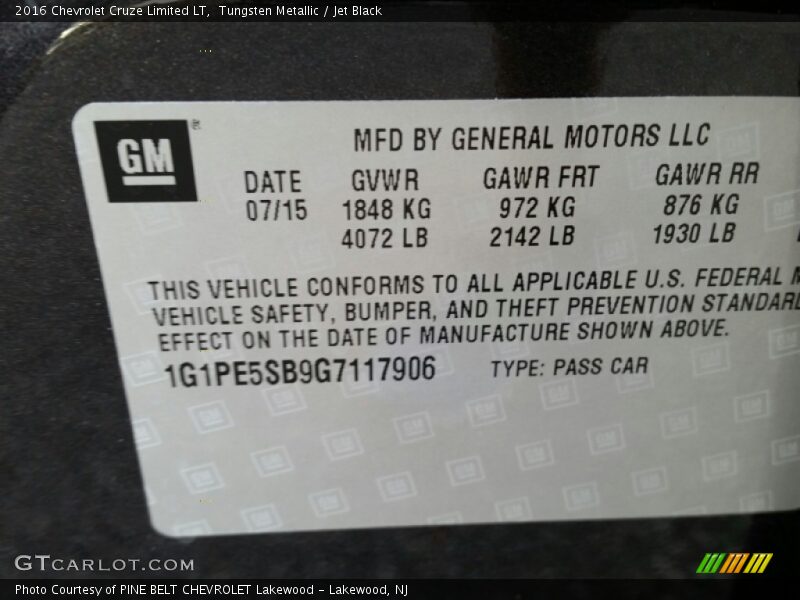 2016 Chevrolet Cruze Limited LT, Tungsten Metallic / Jet Black
GM®
MFD BY GENERAL MOTORS LLC
DATE GVWR GAWR FRT GAWR RR
07/15 1848 KG 972 KG 876 KG
4072 LB 2142 LB 1930 LB
THIS VEHICLE CONFORMS TO ALL APPLICABLE U.S. FEDERAL M
VEHICLE SAFETY, BUMPER, AND THEFT PREVENTION STANDARD
EFFECT ON THE DATE OF MANUFACTURE SHOWN ABOVE.
1G1PE5SB9G7117906 TYPE: PASS CAR
GTCARLOT.COM
Photo Courtesy of PINE BELT CHEVROLET Lakewood – Lakewood, NJ